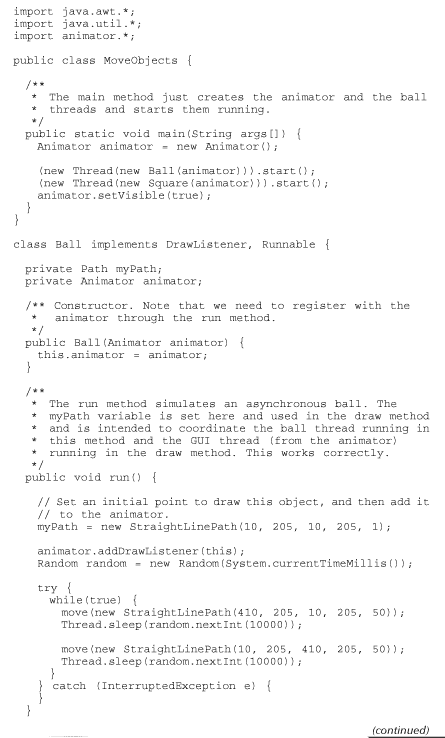 import java.awt.*;
import java.util.*;
import animator.*;

public class MoveObjects {

  /**
   *  The main method just creates the animator and the ball
   *  threads and starts them running.
   */
  public static void main(String args[]) {
    Animator animator = new Animator();

    (new Thread(new Ball(animator))).start();
    (new Thread(new Square(animator))).start();
    animator.setVisible(true);
  }
}

class Ball implements DrawListener, Runnable {

  private Path myPath;
  private Animator animator;

  /** Constructor. Note that we need to register with the
   *   animator through the run method.
   */
  public Ball(Animator animator) {
    this.animator = animator;
  }

  /**
   *  The run method simulates an asynchronous ball. The
   *  myPath variable is set here and used in the draw method
   *  and is intended to coordinate the ball thread running in
   *  this method and the GUI thread (from the animator)
   *  running in the draw method. This works correctly.
   */
  public void run() {

    // Set an initial point to draw this object, and then add it
    // to the animator.
    myPath = new StraightLinePath(10, 205, 10, 205, 1);

    animator.addDrawListener(this);
    Random random = new Random(System.currentTimeMillis());

    try {
      while(true) {
        move(new StraightLinePath(410, 205, 10, 205, 50));
        Thread.sleep(random.nextInt(10000));

        move(new StraightLinePath(10, 205, 410, 205, 50));
        Thread.sleep(random.nextInt(10000));
      }
    } catch (InterruptedException e) {
    }
  }

(continued)